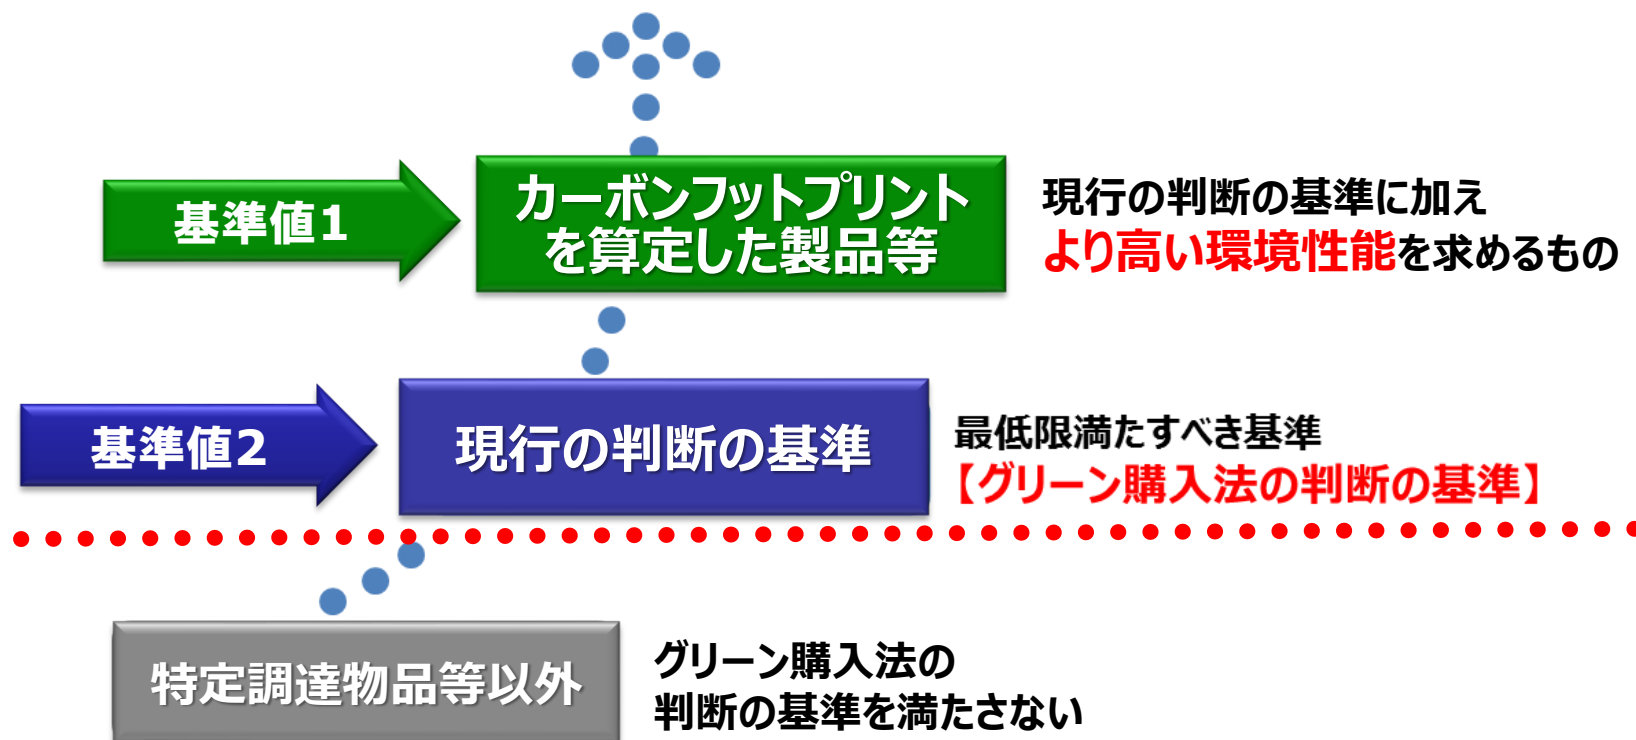 基準値1
カーボンフットプリント
を算定した製品等
現行の判断の基準に加え
より高い環境性能を求めるもの
基準値2
現行の判断の基準
最低限満たすべき基準
【グリーン購入法の判断の基準】
特定調達物品等以外
グリーン購入法の
判断の基準を満たさない